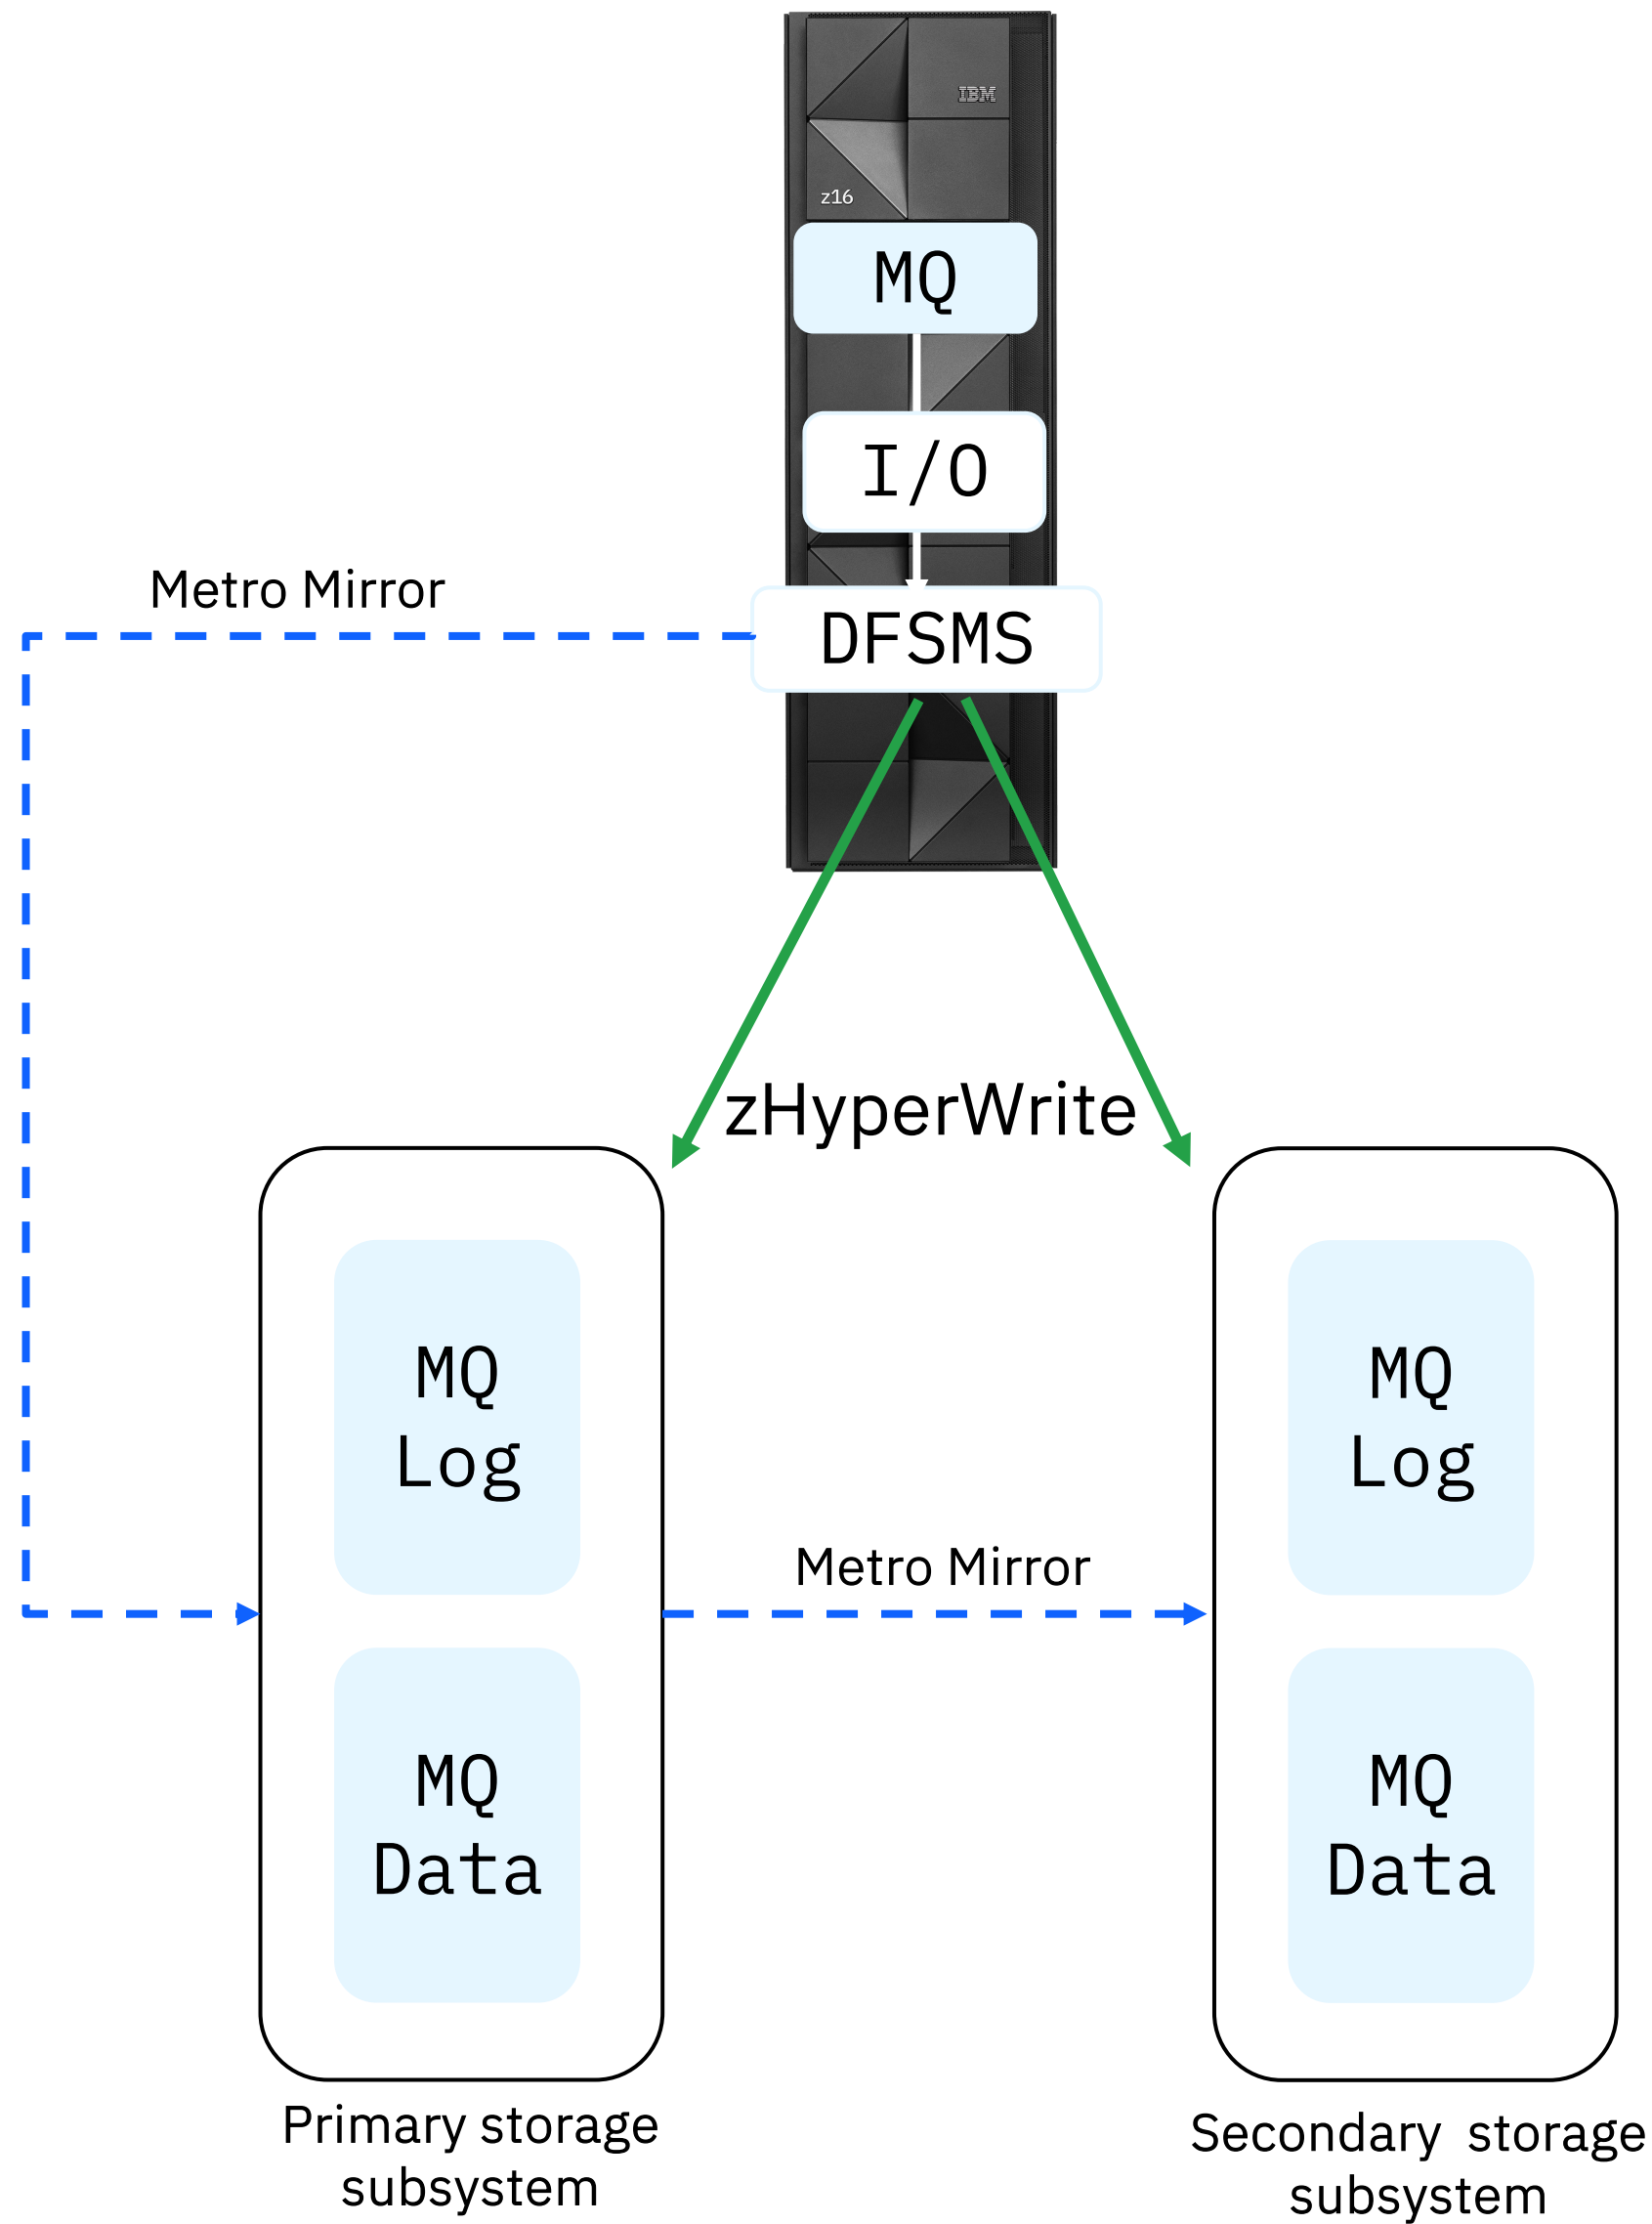 IBM
z16
MQ
I/O
Metro Mirror
DFSMS
zHyperWrite
MQ
Log
MQ
Log
Metro Mirror
MQ
Data
MQ
Data
Primary storage
subsystem
Secondary storage
subsystem